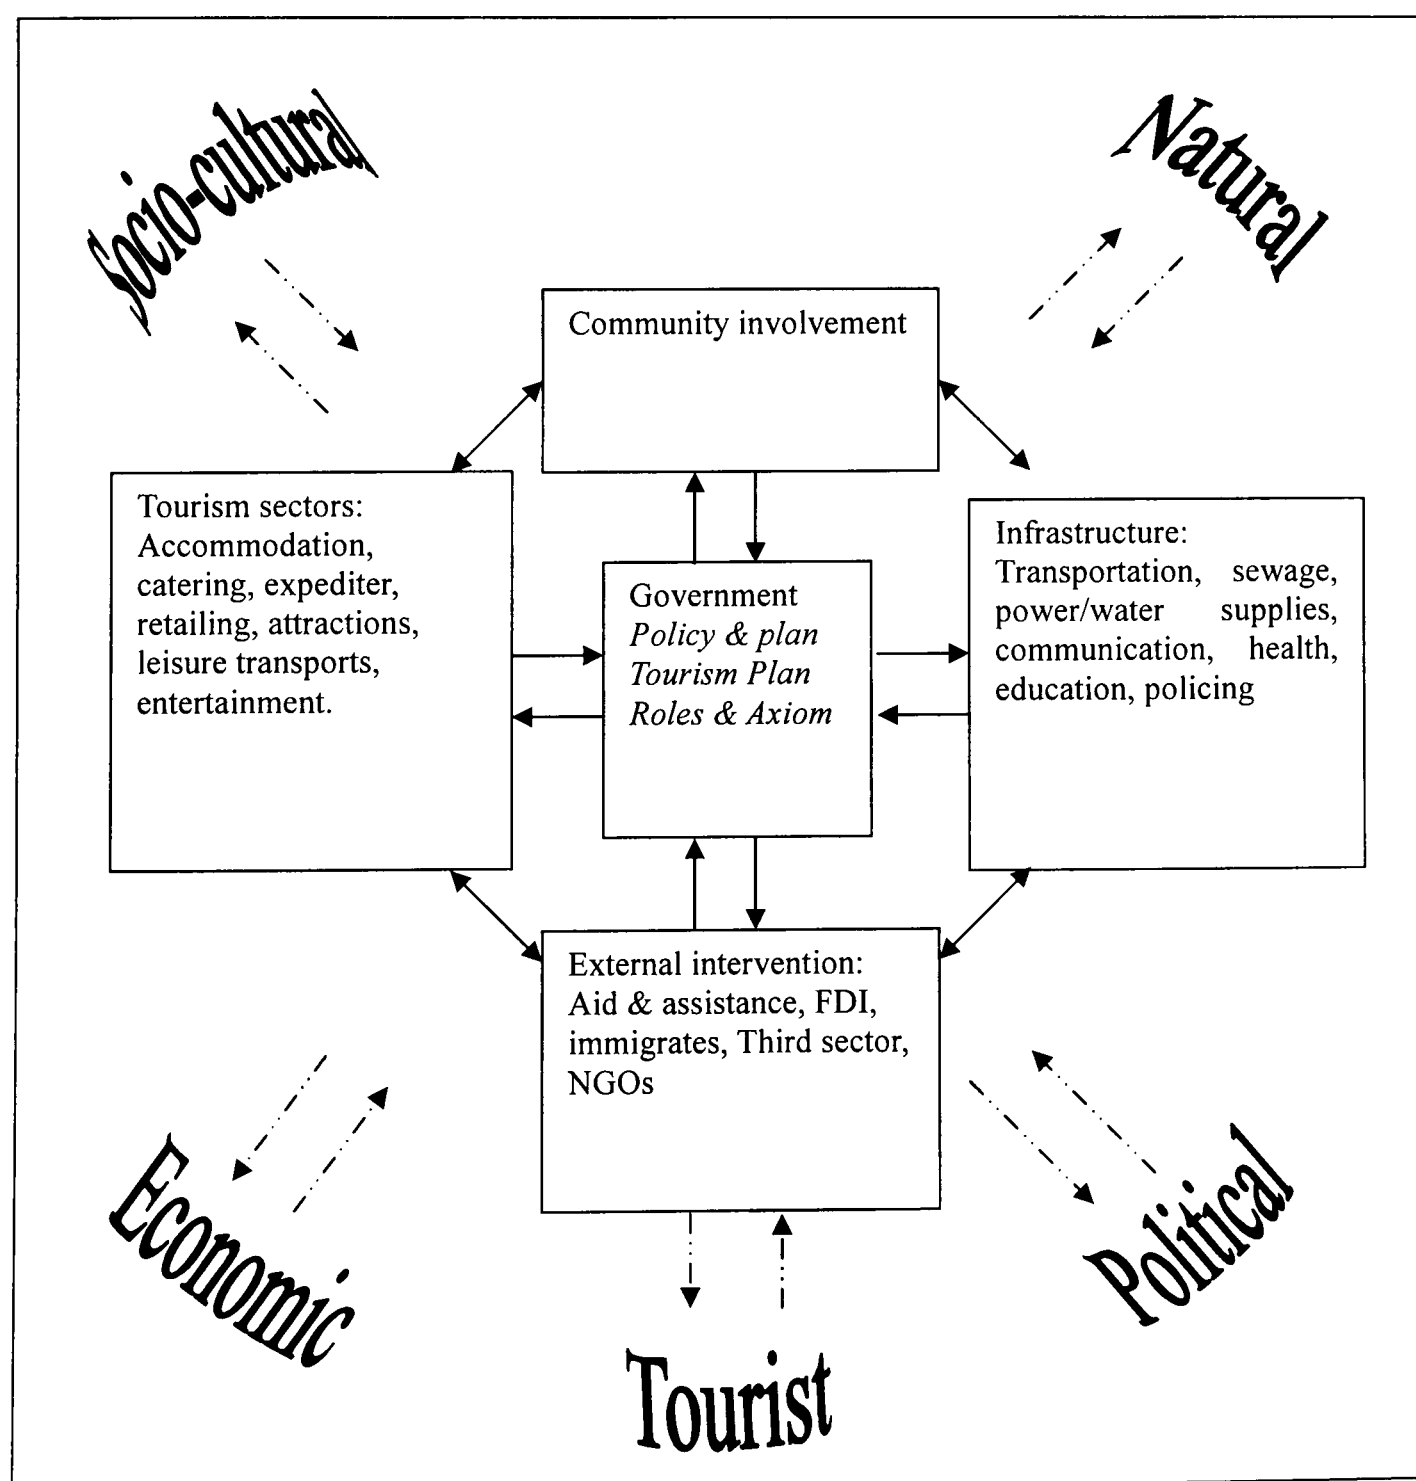 Socio-cultural
Natural
Community involvement
Tourism sectors:
Accommodation,
catering, expediter,
retailing, attractions,
leisure transports,
entertainment.
Government
Policy & plan
Tourism Plan
Roles & Axiom
Infrastructure:
Transportation, sewage,
power/water supplies,
communication, health,
education, policing
External intervention:
Aid & assistance, FDI,
immigrates, Third sector,
NGOs
Economic
Political
Tourist